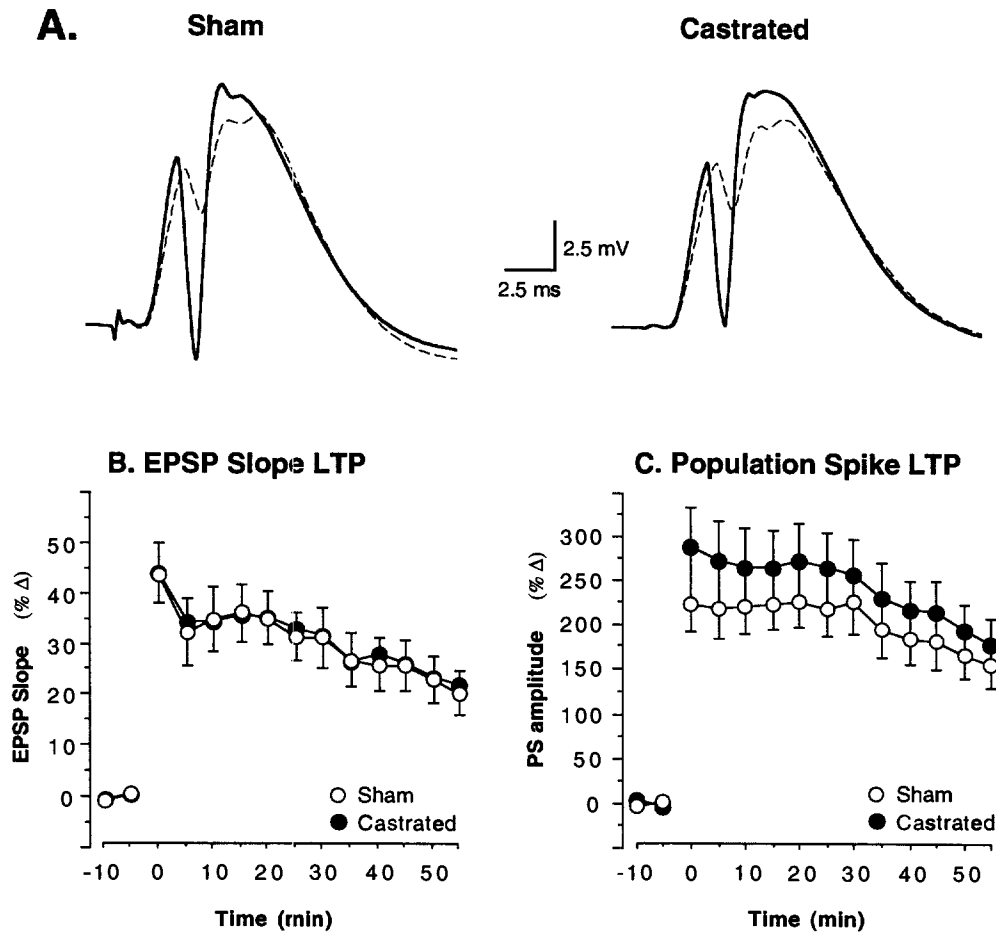 A.
Sham
Castrated
2.5 mV
2.5 ms
B. EPSP Slope LTP
EPSP Slope (% Δ)
50
40
30
20
10
0
Sham
Castrated
-10 0 10 20 30 40 50
Time (min)
C. Population Spike LTP
PS amplitude (% Δ)
300
250
200
150
100
50
0
Sham
Castrated
-10 0 10 20 30 40 50
Time (min)